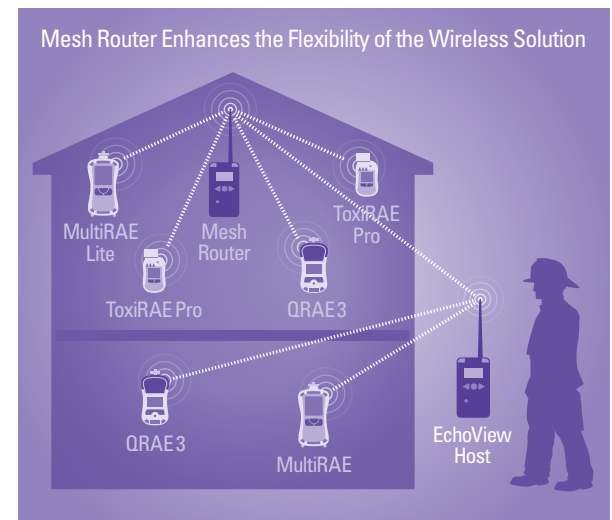 Mesh Router Enhances the Flexibility of the Wireless Solution
MultiRAE
Lite
Mesh
Router
ToxiRAE
Pro
ToxiRAE Pro
QRAE 3
QRAE 3
MultiRAE
EchoView
Host